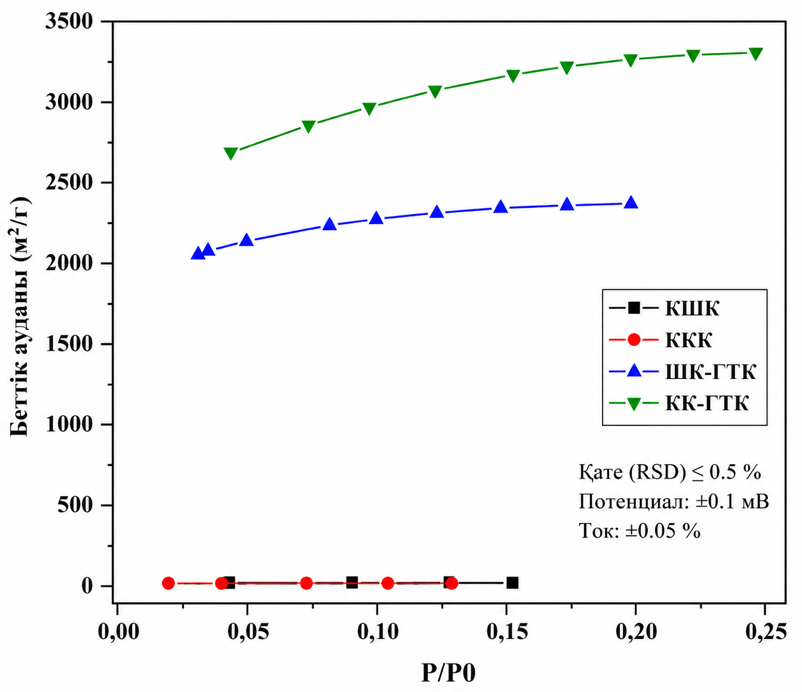 3500
3000
2500
2000
1500
1000
500
0
Беттік ауданы (м²/г)
КШК
ККК
ШК-ГТК
КК-ГТК
Қате (RSD) ≤ 0.5 %
Потенциал: ±0.1 мВ
Ток: ±0.05 %
0,00 0,05 0,10 0,15 0,20 0,25
P/P0